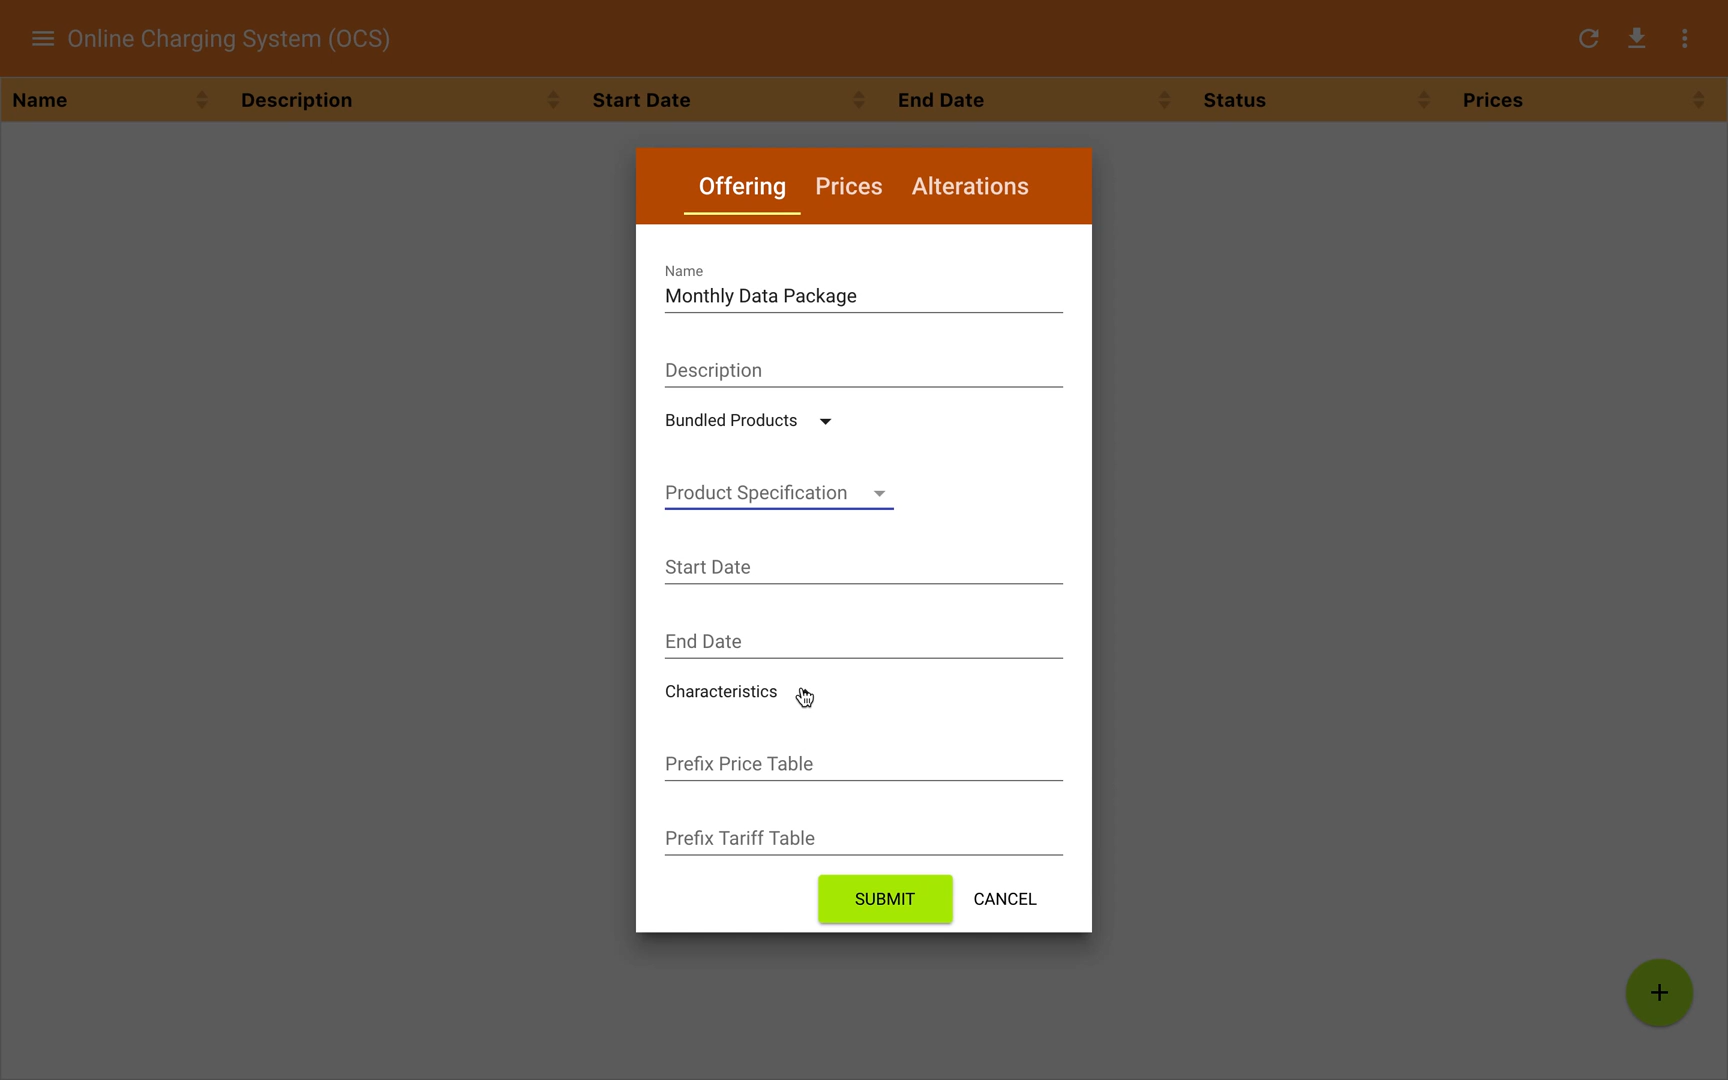 Online Charging System (OCS)
Name Description Start Date End Date Status Prices
Offering Prices Alterations
Name
Monthly Data Package
Description
Bundled Products
Product Specification
Start Date
End Date
Characteristics
Prefix Price Table
Prefix Tariff Table
SUBMIT CANCEL
+